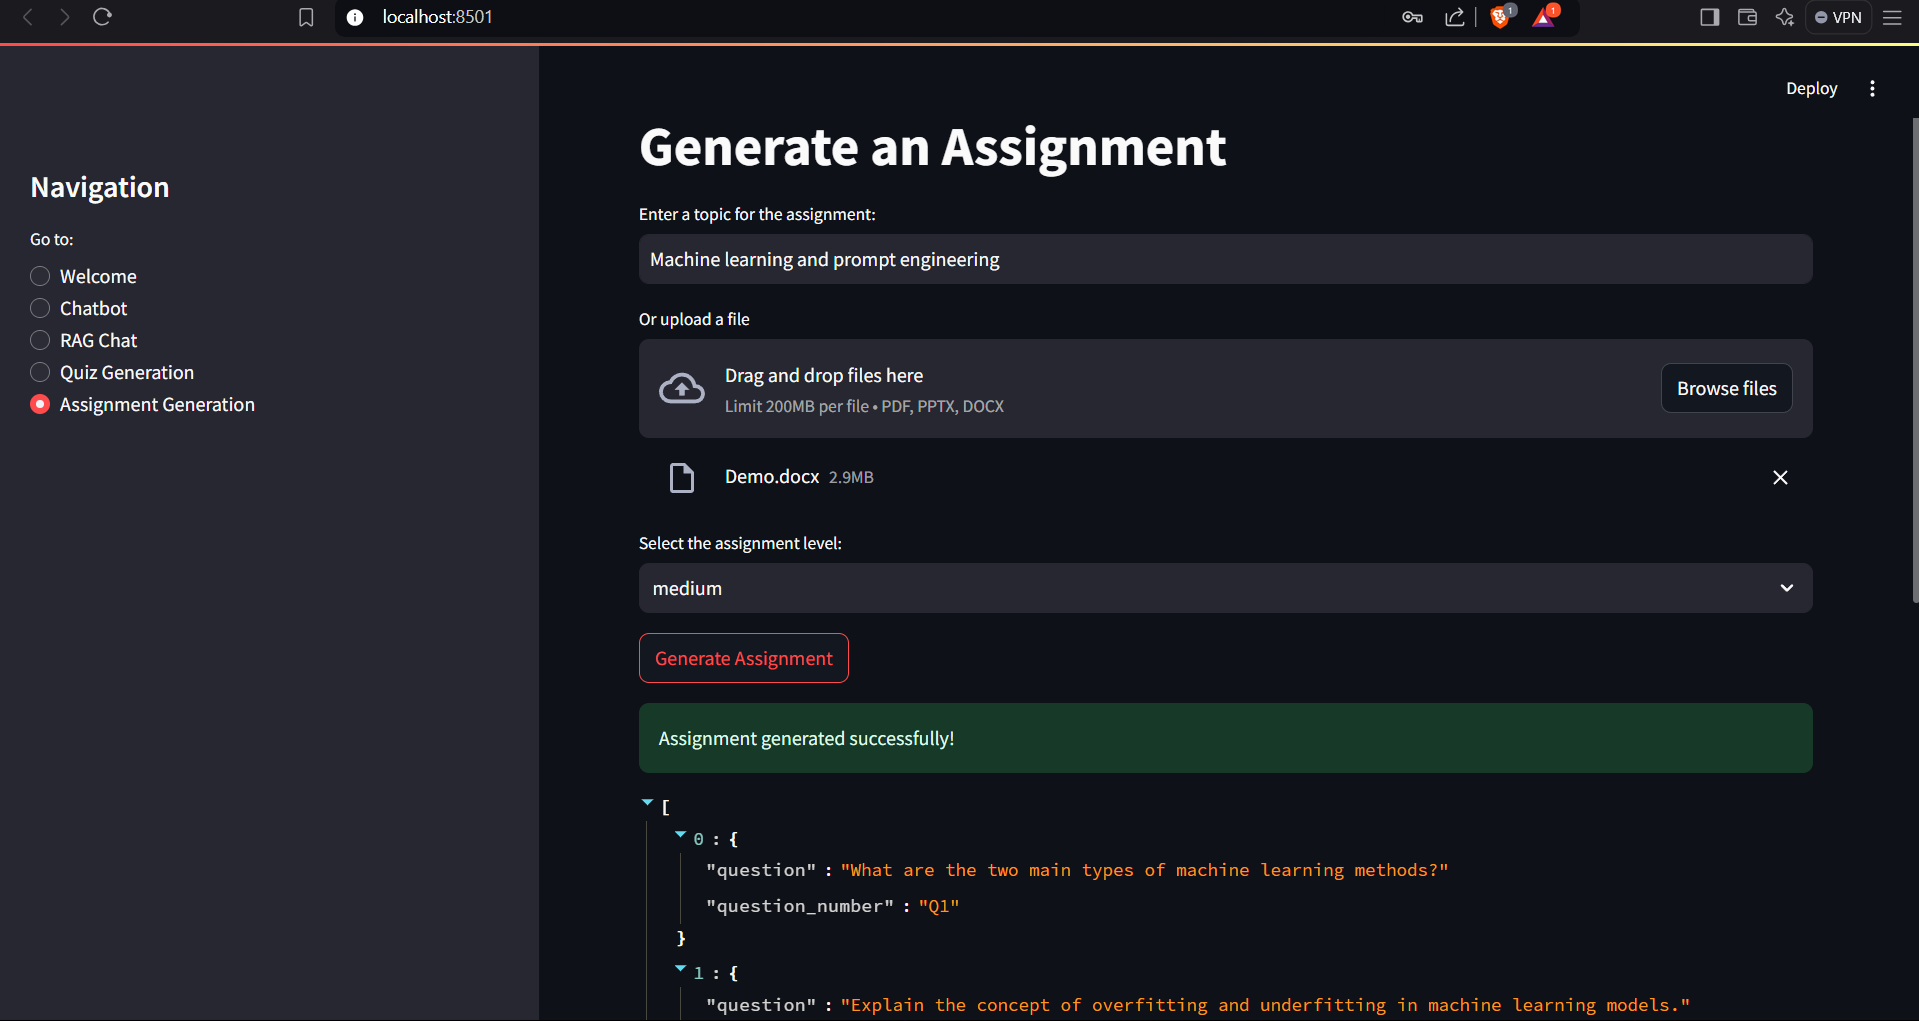 localhost:8501
1
1
VPN
Deploy
Navigation
Go to:
Welcome
Chatbot
RAG Chat
Quiz Generation
Assignment Generation
Generate an Assignment
Enter a topic for the assignment:
Machine learning and prompt engineering
Or upload a file
Drag and drop files here
Limit 200MB per file • PDF, PPTX, DOCX
Browse files
Demo.docx 2.9MB
Select the assignment level:
medium
Generate Assignment
Assignment generated successfully!
[
0 : {
"question" : "What are the two main types of machine learning methods?"
"question_number" : "Q1"
}
1 : {
"question" : "Explain the concept of overfitting and underfitting in machine learning models."